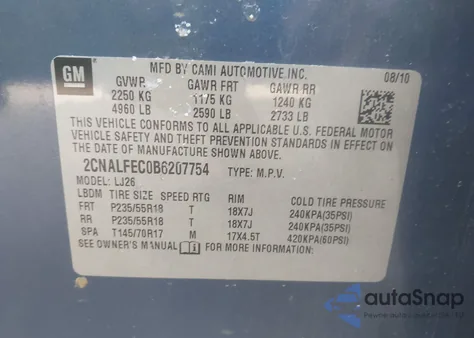 MFD BY CAMI AUTOMOTIVE INC. 08/10
GM GVWR GAWR FRT GAWR RR
2250 KG 1175 KG 1240 KG
4960 LB 2590 LB 2733 LB
THIS VEHICLE CONFORMS TO ALL APPLICABLE U.S. FEDERAL MOTOR
VEHICLE SAFETY AND THEFT PREVENTION STANDARDS IN EFFECT ON
THE DATE OF MANUFACTURE SHOWN ABOVE.
2CNALFEC0B6207754 TYPE: M.P.V.
MODEL: LJ26
LBDM TIRE SIZE SPEED RTG RIM COLD TIRE PRESSURE
FRT P235/55R18 T 18X7J 240KPA(35PSI)
RR P235/55R18 T 18X7J 240KPA(35PSI)
SPA T145/70R17 M 17X4.5T 420KPA(60PSI)
SEE OWNER'S MANUAL FOR MORE INFORMATION
autoSnap